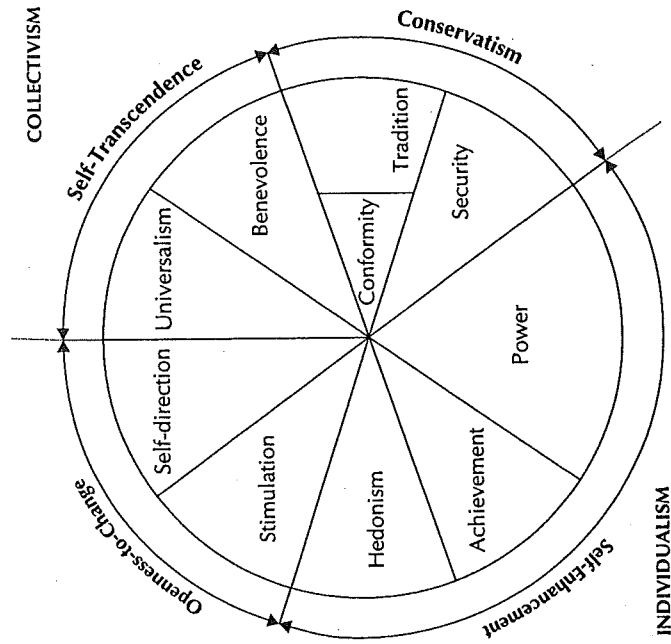 COLLECTIVISM
Self-Transcendence
Conservatism
Openness-to-Change
Self-Enhancement
INDIVIDUALISM
Universalism
Benevolence
Tradition
Conformity
Security
Power
Achievement
Hedonism
Stimulation
Self-direction